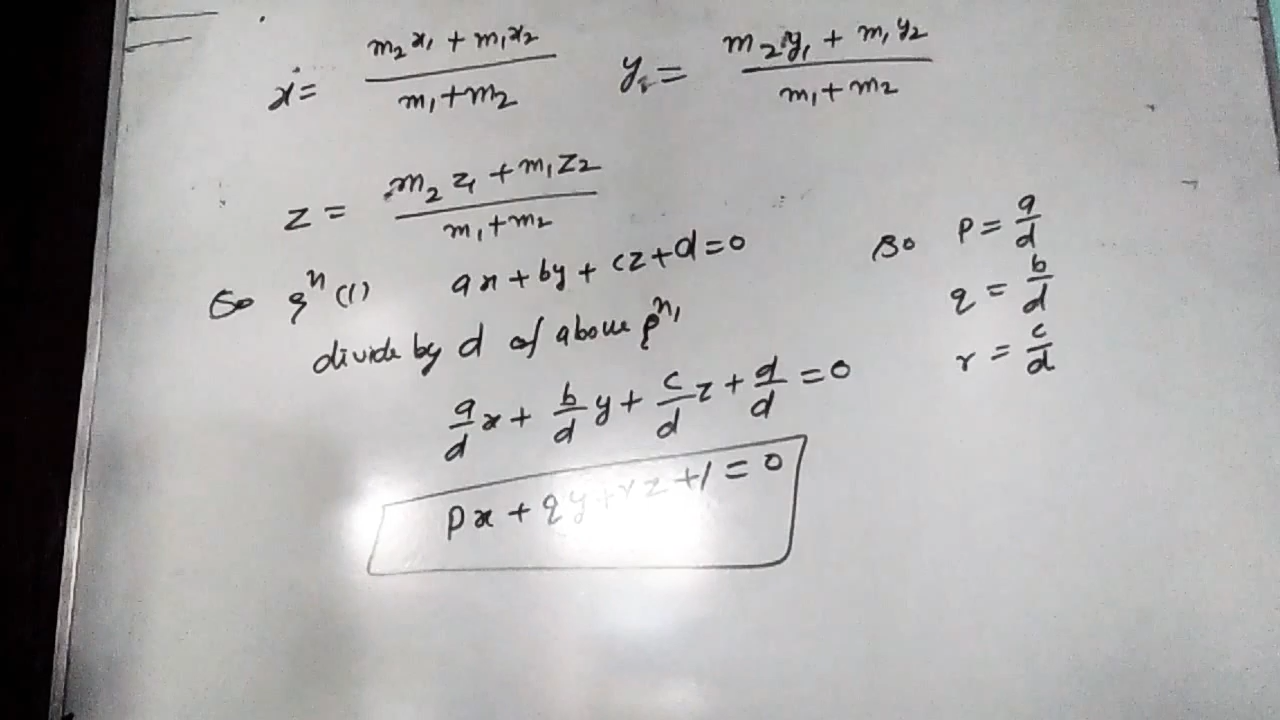 x = (m₂x₁ + m₁x₂)/(m₁+m₂) y = (m₂y₁ + m₁y₂)/(m₁+m₂)
z = (m₂z₁ + m₁z₂)/(m₁+m₂)
So eqⁿ (1) ax + by + cz + d = 0
divide by d of above eqⁿ,
a/d x + b/d y + c/d z + d/d = 0
px + qy + rz + 1 = 0
so p = a/d
q = b/d
r = c/d